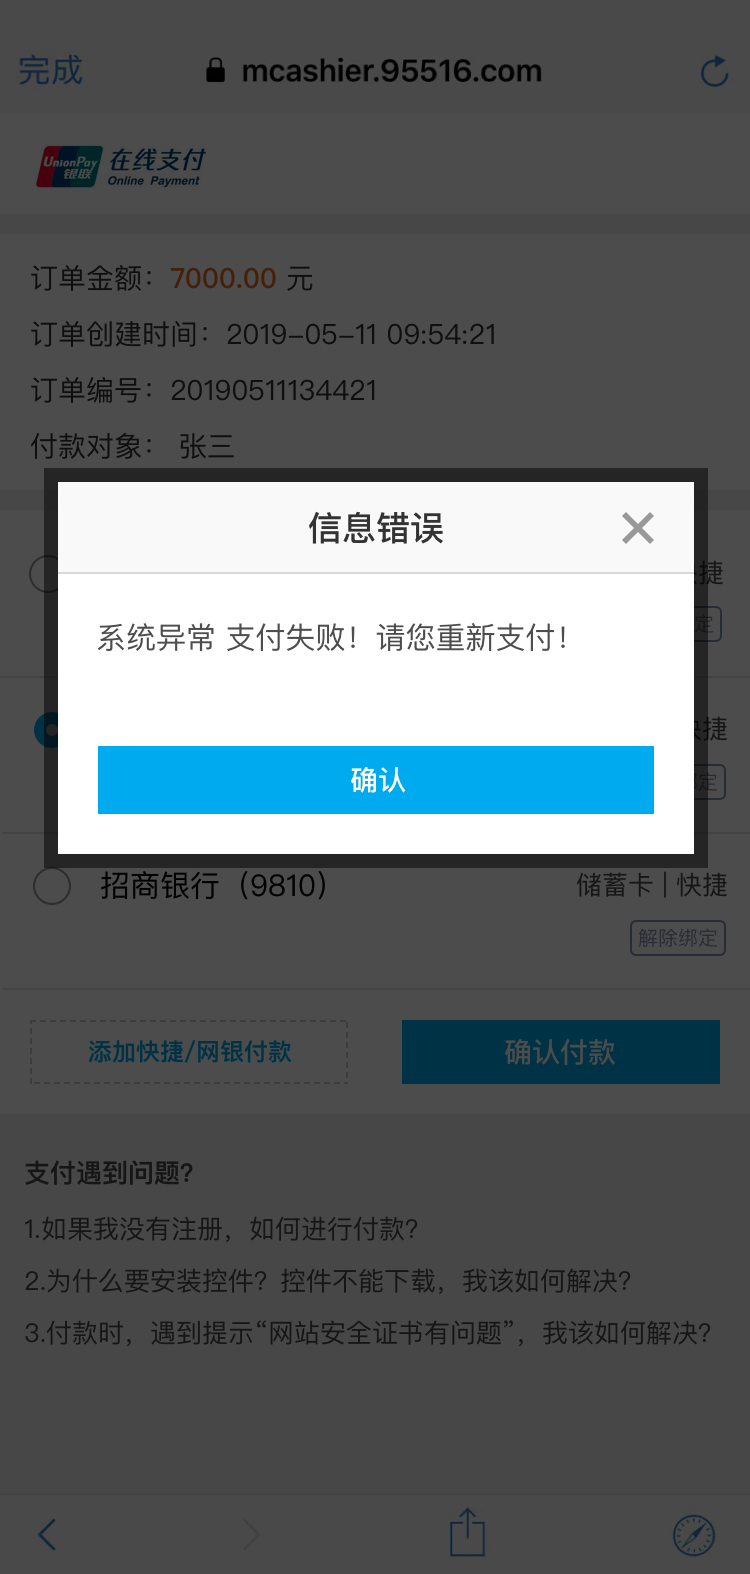 完成
mcashier.95516.com
UnionPay
银联
在线支付
Online Payment
订单金额：7000.00 元
订单创建时间：2019-05-11 09:54:21
订单编号：20190511134421
付款对象： 张三
信息错误
捷
定
系统异常 支付失败！请您重新支付！
快捷
绑定
确认
招商银行（9810）
储蓄卡 | 快捷
解除绑定
添加快捷/网银付款
确认付款
支付遇到问题?
1.如果我没有注册，如何进行付款?
2.为什么要安装控件？控件不能下载，我该如何解决?
3.付款时，遇到提示“网站安全证书有问题”，我该如何解决?